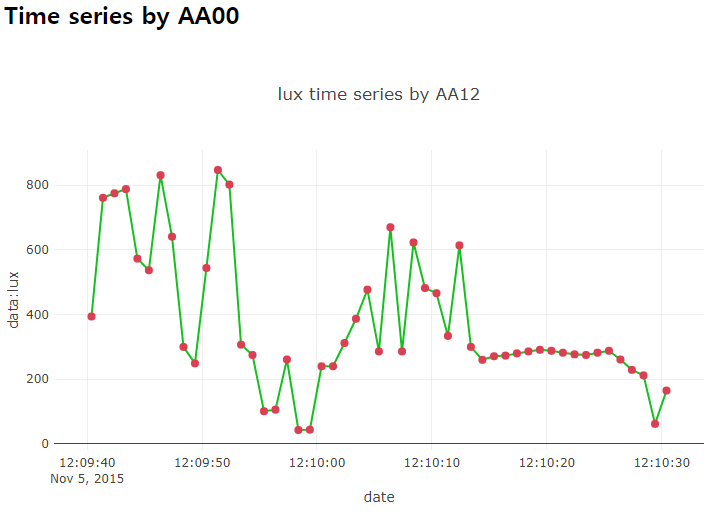 Time series by AA00
lux time series by AA12
data:lux
800
600
400
200
0
12:09:40
Nov 5, 2015
12:09:50
12:10:00
12:10:10
12:10:20
12:10:30
date